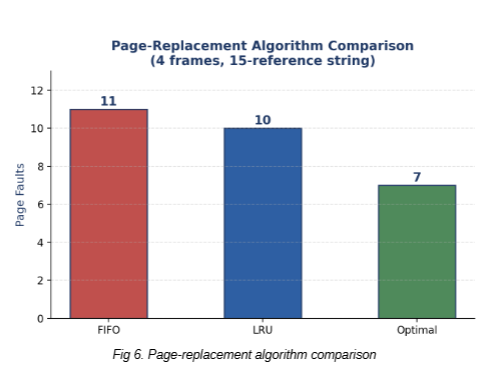 Page-Replacement Algorithm Comparison
(4 frames, 15-reference string)
Page Faults
12
10
8
6
4
2
0
11
10
7
FIFO
LRU
Optimal
Fig 6. Page-replacement algorithm comparison